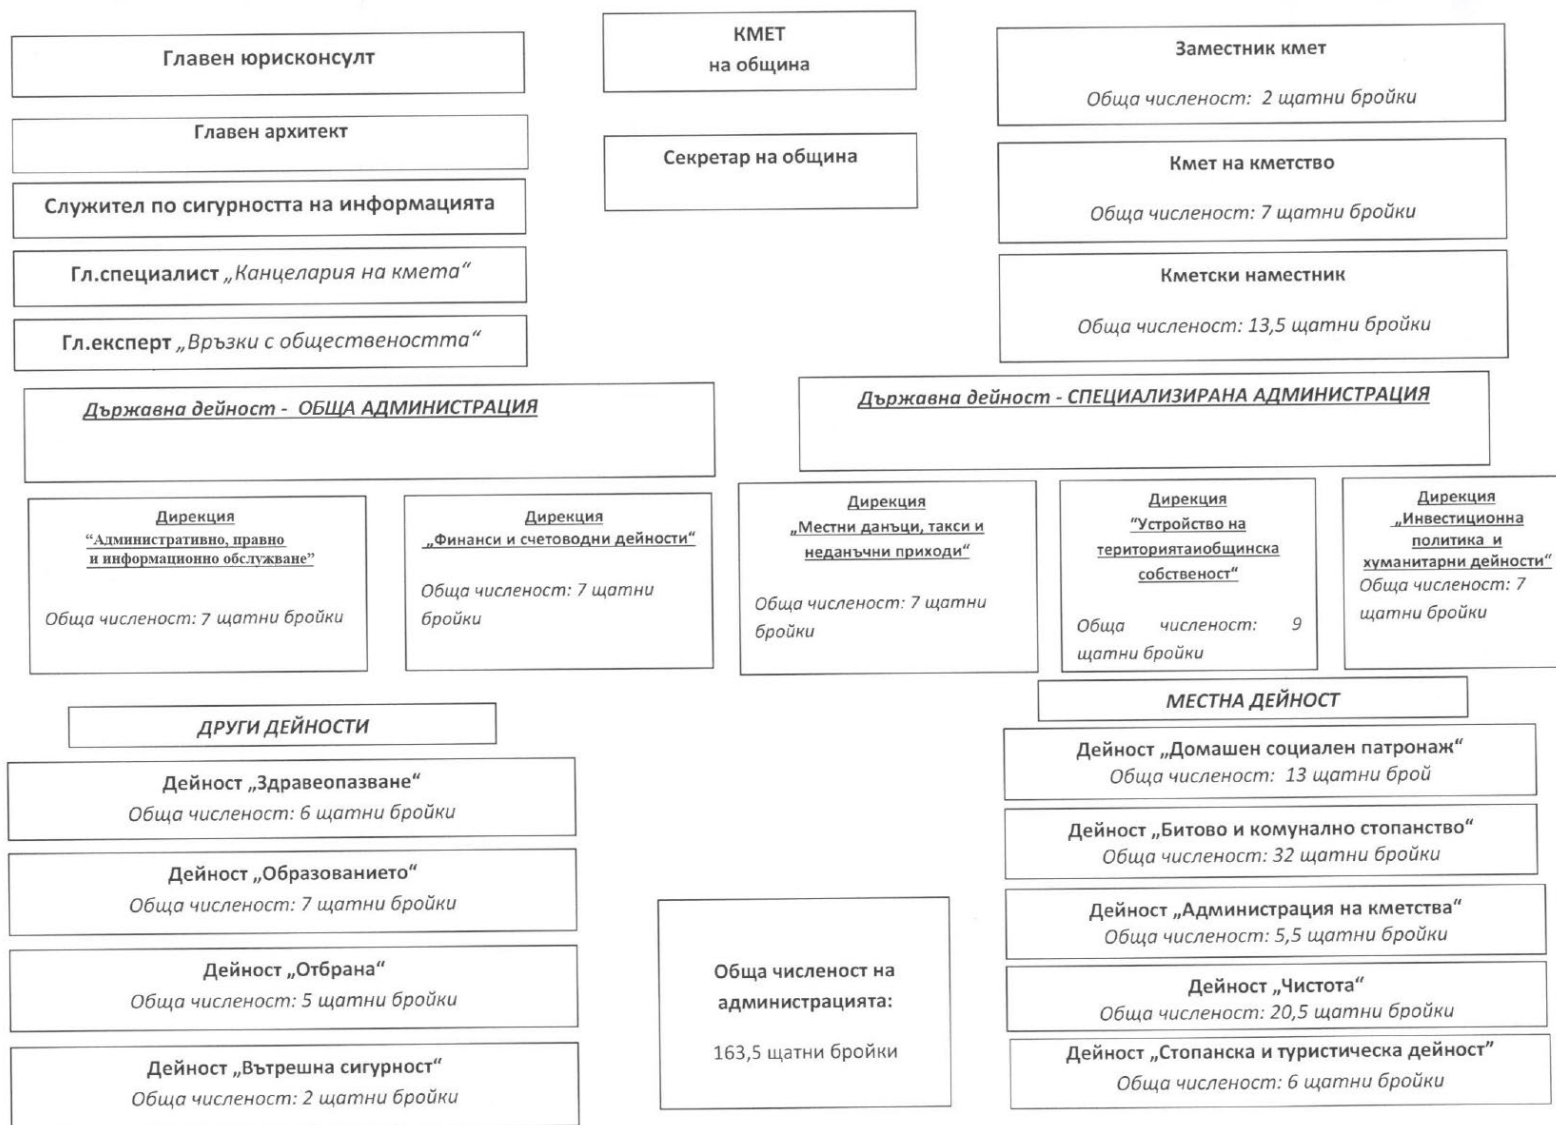 КМЕТ
на община
Секретар на община
Главен юрисконсулт
Главен архитект
Служител по сигурността на информацията
Гл.специалист „Канцелария на кмета“
Гл.експерт „Връзки с обществеността“
Заместник кмет
Обща численост: 2 щатни бройки
Кмет на кметство
Обща численост: 7 щатни бройки
Кметски наместник
Обща численост: 13,5 щатни бройки
Държавна дейност - ОБЩА АДМИНИСТРАЦИЯ
Държавна дейност - СПЕЦИАЛИЗИРАНА АДМИНИСТРАЦИЯ
Дирекция
“Административно, правно
и информационно обслужване”
Обща численост: 7 щатни бройки
Дирекция
„Финанси и счетоводни дейности“
Обща численост: 7 щатни
бройки
Дирекция
„Местни данъци, такси и
неданъчни приходи“
Обща численост: 7 щатни
бройки
Дирекция
"Устройство на
териториятаиобщинска
собственост“
Обща численост: 9
щатни бройки
Дирекция
„Инвестиционна
политика и
хуманитарни дейности“
Обща численост: 7
щатни бройки
ДРУГИ ДЕЙНОСТИ
Дейност „Здравеопазване“
Обща численост: 6 щатни бройки
Дейност „Образованието“
Обща численост: 7 щатни бройки
Дейност „Отбрана“
Обща численост: 5 щатни бройки
Дейност „Вътрешна сигурност“
Обща численост: 2 щатни бройки
Обща численост на
администрацията:
163,5 щатни бройки
МЕСТНА ДЕЙНОСТ
Дейност „Домашен социален патронаж“
Обща численост: 13 щатни брой
Дейност „Битово и комунално стопанство“
Обща численост: 32 щатни бройки
Дейност „Администрация на кметства“
Обща численост: 5,5 щатни бройки
Дейност „Чистота“
Обща численост: 20,5 щатни бройки
Дейност „Стопанска и туристическа дейност”
Обща численост: 6 щатни бройки